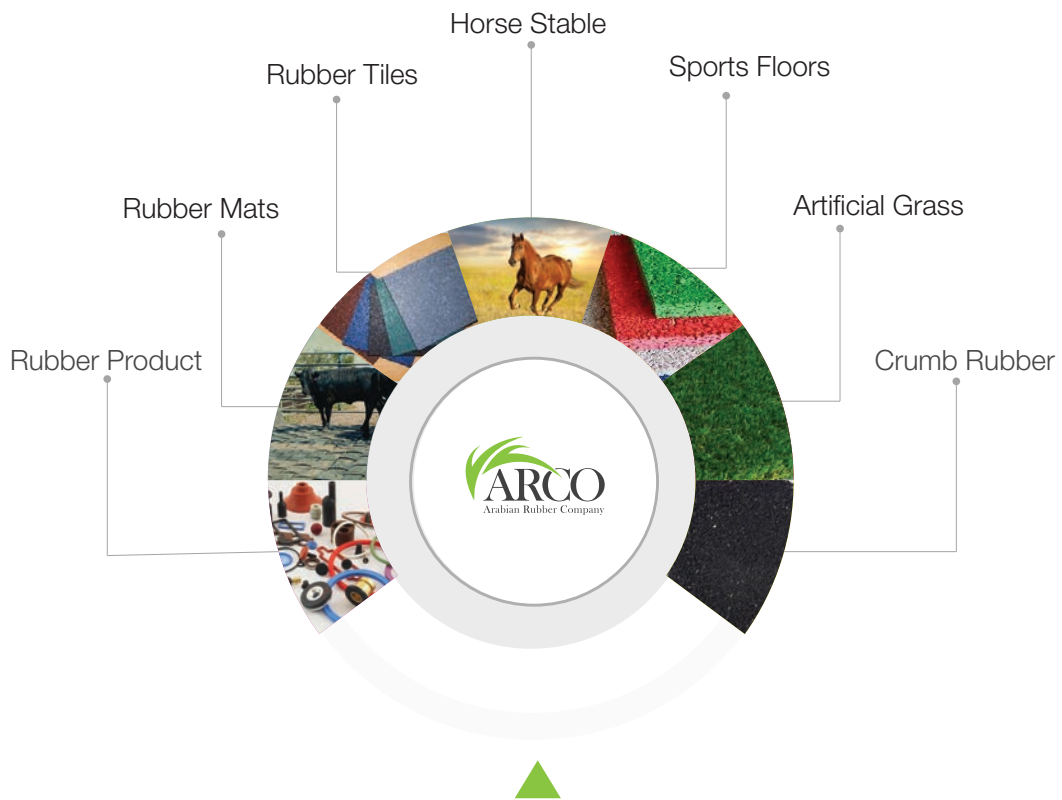 Horse Stable
Rubber Tiles
Sports Floors
Rubber Mats
Artificial Grass
Rubber Product
Crumb Rubber
ARCO
Arabian Rubber Company